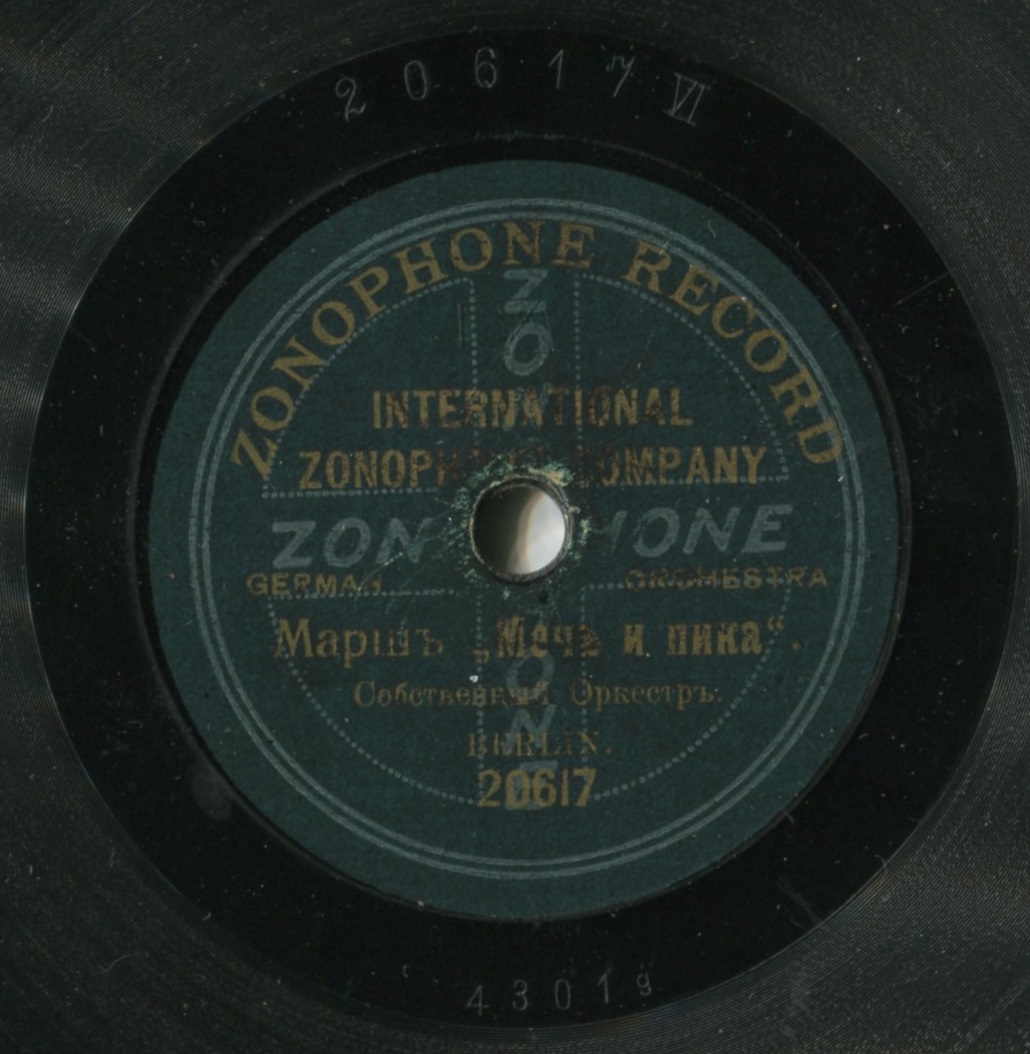 20617 VI
ZONOPHONE RECORD
INTERNATIONAL
ZONOPHONE COMPANY
ZONOPHONE
GERMAN ORCHESTRA
Маршъ „Мечъ и пика“.
Собственный Оркестръ.
BERLIN.
20617
43019